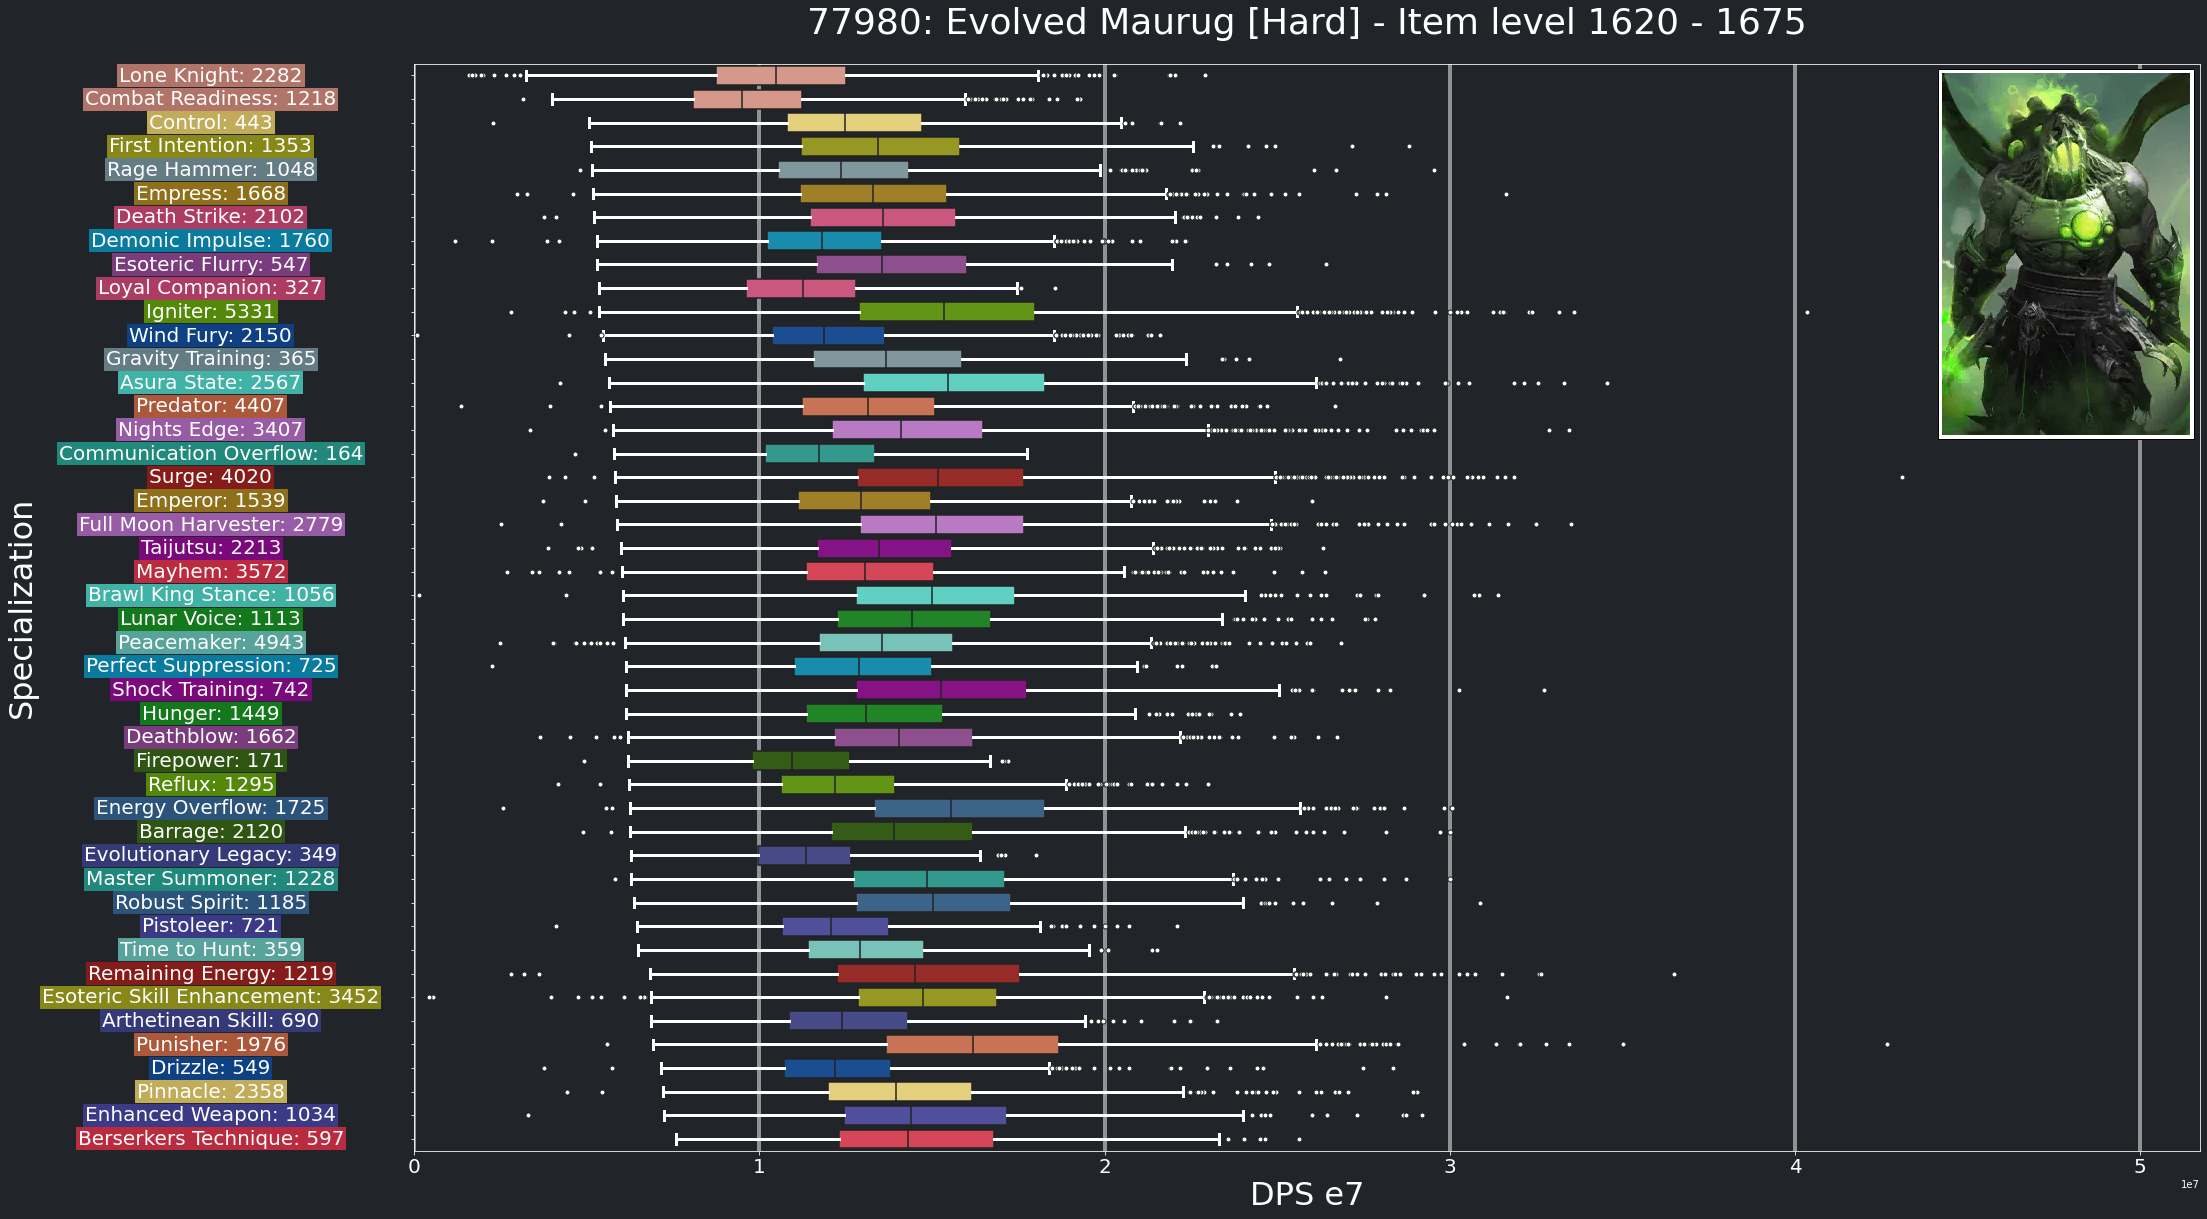 77980: Evolved Maurug [Hard] - Item level 1620 - 1675
Lone Knight: 2282
Combat Readiness: 1218
Control: 443
First Intention: 1353
Rage Hammer: 1048
Empress: 1668
Death Strike: 2102
Demonic Impulse: 1760
Esoteric Flurry: 547
Loyal Companion: 327
Igniter: 5331
Wind Fury: 2150
Gravity Training: 365
Asura State: 2567
Predator: 4407
Nights Edge: 3407
Communication Overflow: 164
Surge: 4020
Emperor: 1539
Full Moon Harvester: 2779
Taijutsu: 2213
Mayhem: 3572
Brawl King Stance: 1056
Lunar Voice: 1113
Peacemaker: 4943
Perfect Suppression: 725
Shock Training: 742
Hunger: 1449
Deathblow: 1662
Firepower: 171
Reflux: 1295
Energy Overflow: 1725
Barrage: 2120
Evolutionary Legacy: 349
Master Summoner: 1228
Robust Spirit: 1185
Pistoleer: 721
Time to Hunt: 359
Remaining Energy: 1219
Esoteric Skill Enhancement: 3452
Arthetinean Skill: 690
Punisher: 1976
Drizzle: 549
Pinnacle: 2358
Enhanced Weapon: 1034
Berserkers Technique: 597
Specialization
0 1 2 3 4 5
1e7
DPS e7